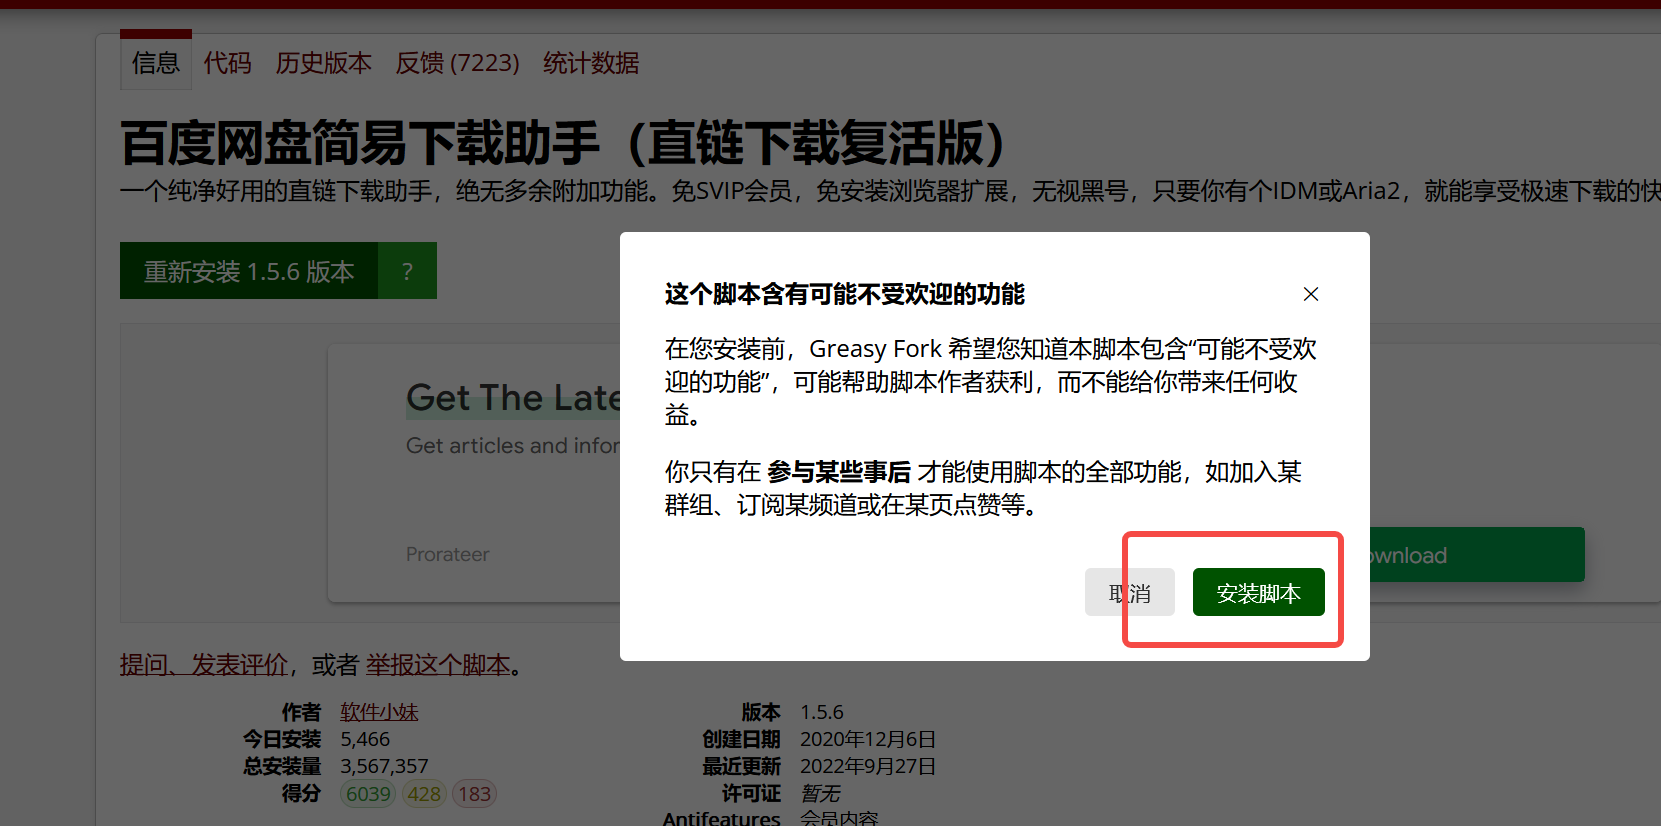 信息 代码 历史版本 反馈 (7223) 统计数据
百度网盘简易下载助手（直链下载复活版）
一个纯净好用的直链下载助手，绝无多余附加功能。免SVIP会员，免安装浏览器扩展，无视黑号，只要你有个IDM或Aria2，就能享受极速下载的快
重新安装 1.5.6 版本 ?
这个脚本含有可能不受欢迎的功能
在您安装前，Greasy Fork 希望您知道本脚本包含“可能不受欢
迎的功能”，可能帮助脚本作者获利，而不能给你带来任何收
益。
你只有在 参与某些事后 才能使用脚本的全部功能，如加入某
群组、订阅某频道或在某页点赞等。
取消 安装脚本
Get The Late
Get articles and infor
Prorateer
ownload
提问、发表评价，或者 举报这个脚本。
作者 软件小妹
今日安装 5,466
总安装量 3,567,357
得分 6039 428 183
版本 1.5.6
创建日期 2020年12月6日
最近更新 2022年9月27日
许可证 暂无
Antifeatures 会员内容